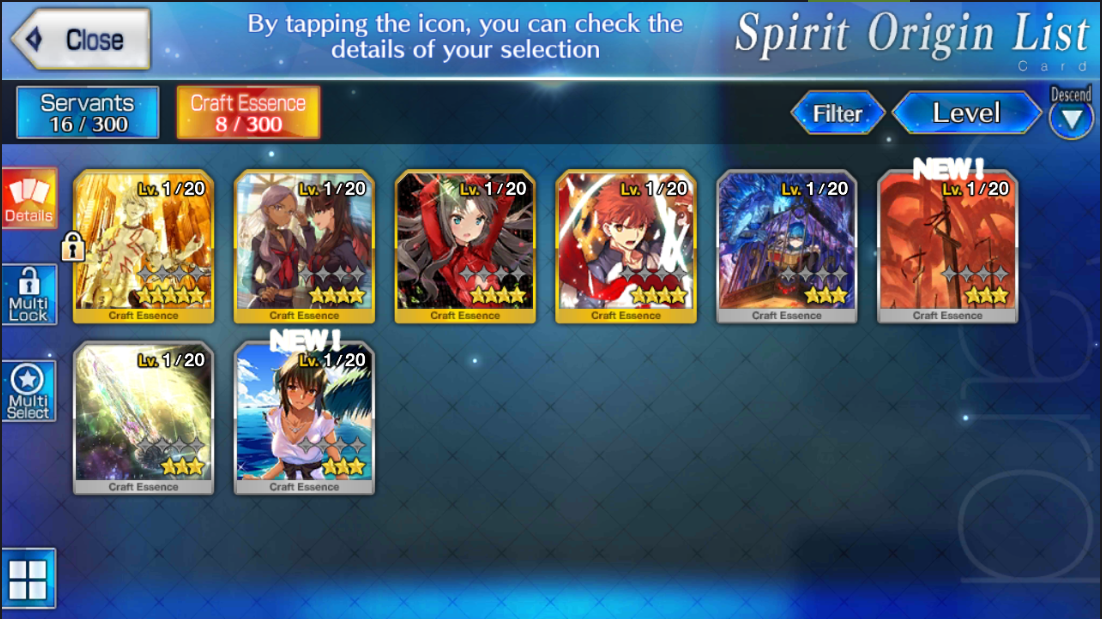 Close
By tapping the icon, you can check the
details of your selection
Spirit Origin List
Card
Servants
16 / 300
Craft Essence
8 / 300
Filter
Level
Descend
Details
Multi
Lock
Multi
Select
Lv. 1/20
Craft Essence
Lv. 1/20
Craft Essence
Lv. 1/20
Craft Essence
Lv. 1/20
Craft Essence
Lv. 1/20
Craft Essence
NEW!
Lv. 1/20
Craft Essence
Lv. 1/20
Craft Essence
NEW!
Lv. 1/20
Craft Essence